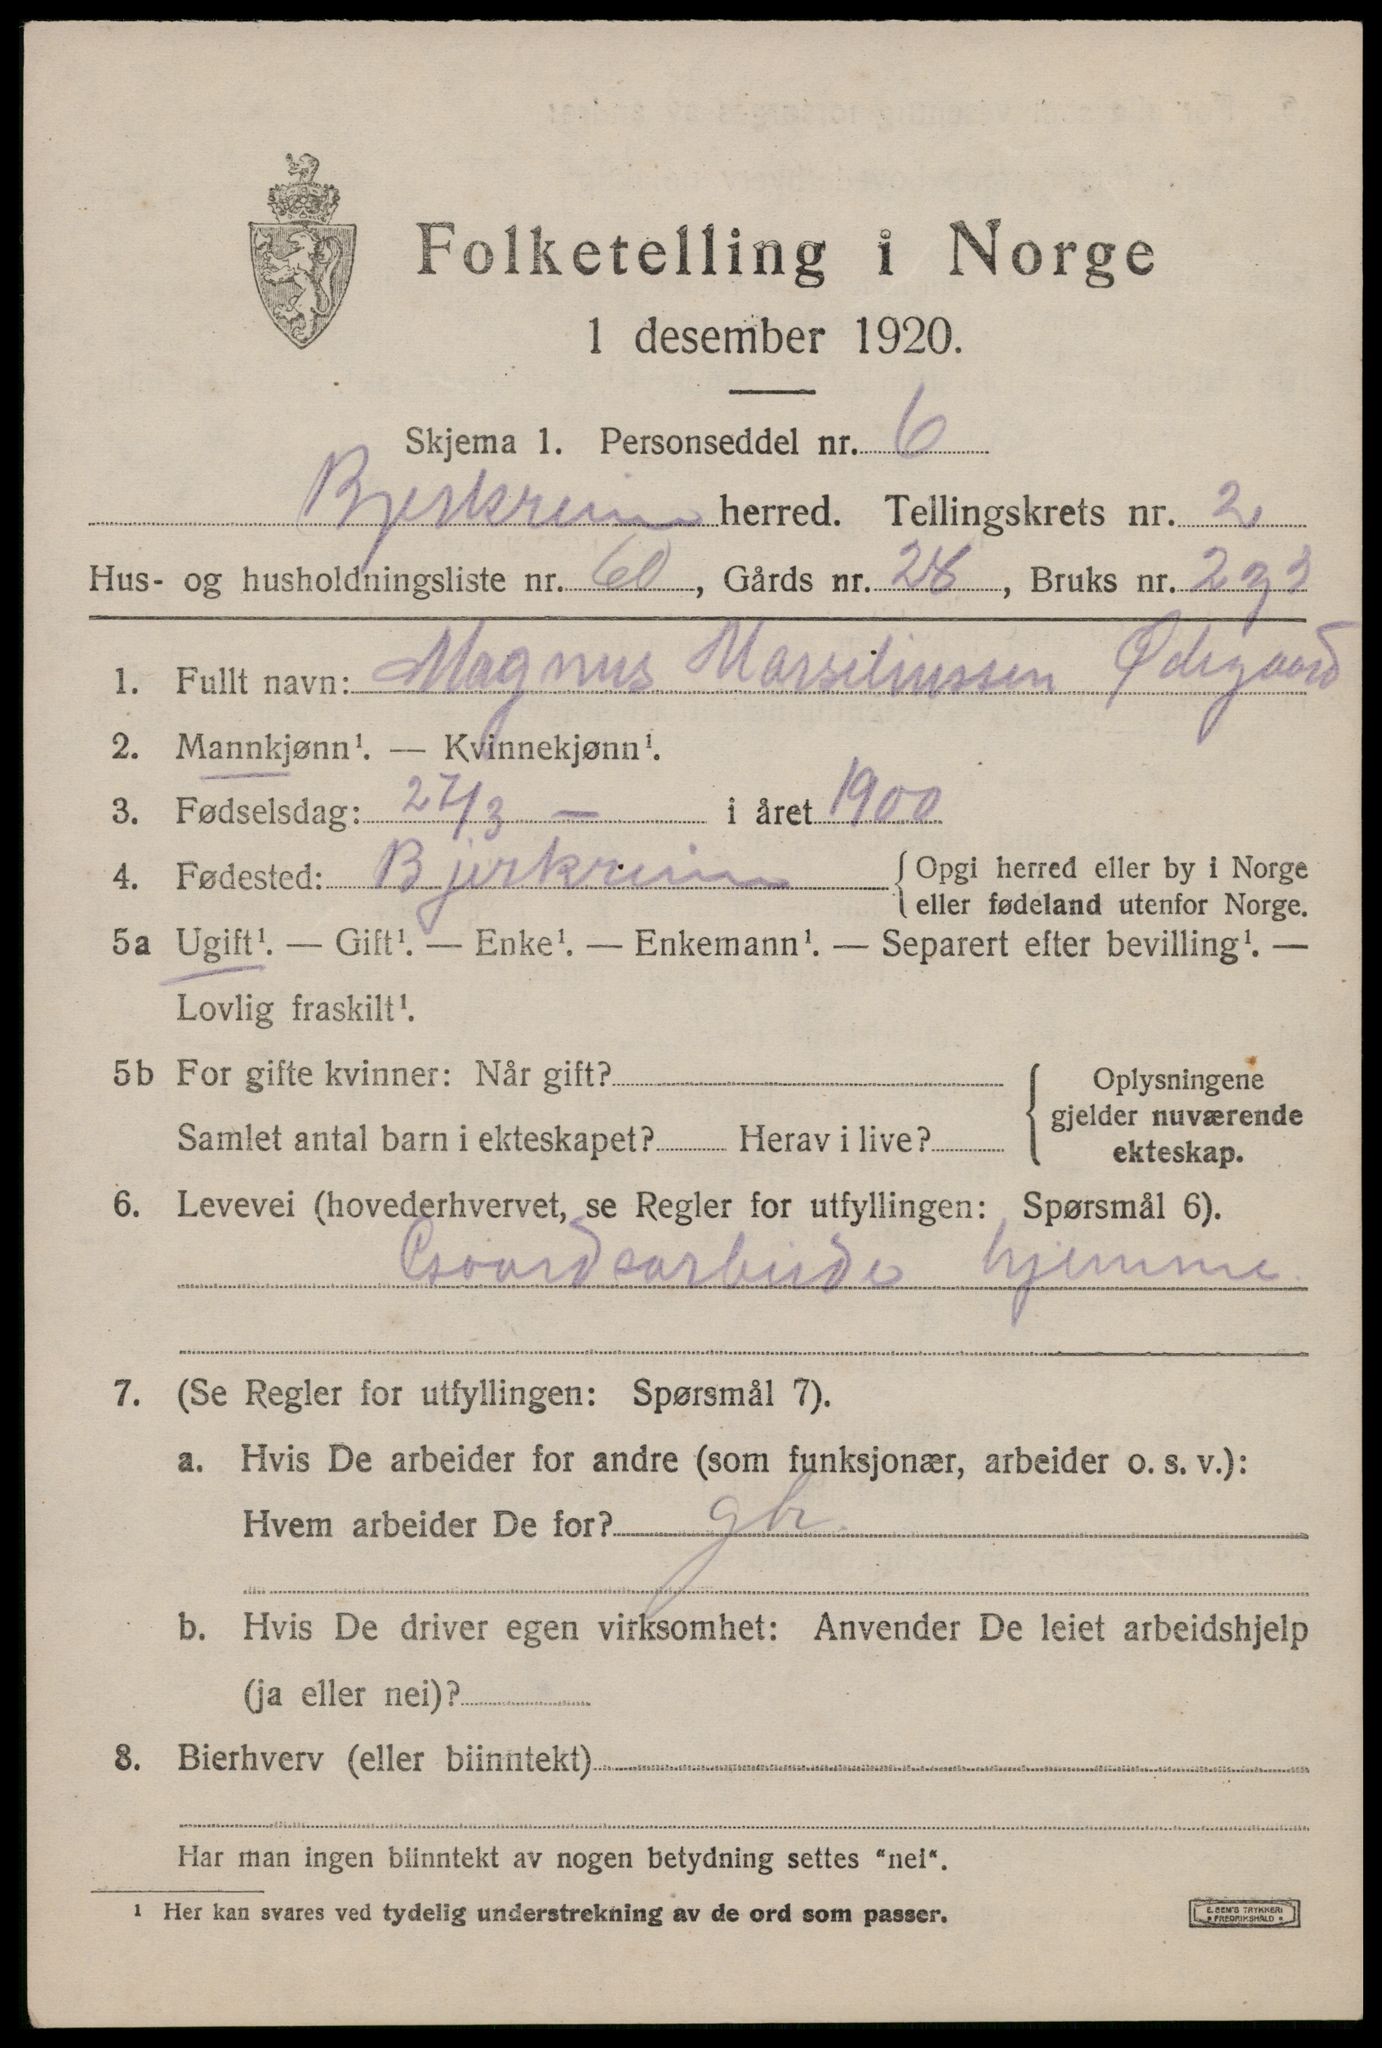 Folketelling i Norge
1 desember 1920.
Skjema 1. Personseddel nr. 6
Bjerkreim herred. Tellingskrets nr. 2
Hus- og husholdningsliste nr. 60, Gårds nr. 28, Bruks nr. 2
1. Fullt navn: Magnus Marseliussen Ødegaard
2. Mannkjønn¹. — Kvinnekjønn¹.
3. Fødselsdag: 27/3 — i året 1900
4. Fødested: Bjerkreim { Opgi herred eller by i Norge
eller fødeland utenfor Norge.
5a Ugift¹. — Gift¹. — Enke¹. — Enkemann¹. — Separert efter bevilling¹. —
Lovlig fraskilt¹.
5b For gifte kvinner: Når gift?
Samlet antal barn i ekteskapet? Herav i live?
Oplysningene
gjelder nuværende
ekteskap.
6. Levevei (hovederhvervet, se Regler for utfyllingen: Spørsmål 6).
Gaardsarbeide hjemme.
7. (Se Regler for utfyllingen: Spørsmål 7).
a. Hvis De arbeider for andre (som funksjonær, arbeider o. s. v.):
Hvem arbeider De for? gbr.
b. Hvis De driver egen virksomhet: Anvender De leiet arbeidshjelp
(ja eller nei)?
8. Bierhverv (eller biinntekt)
Har man ingen biinntekt av nogen betydning settes "nei".
¹ Her kan svares ved tydelig understrekning av de ord som passer.
E. SEM'S TRYKKERI
FREDRIKSHALD